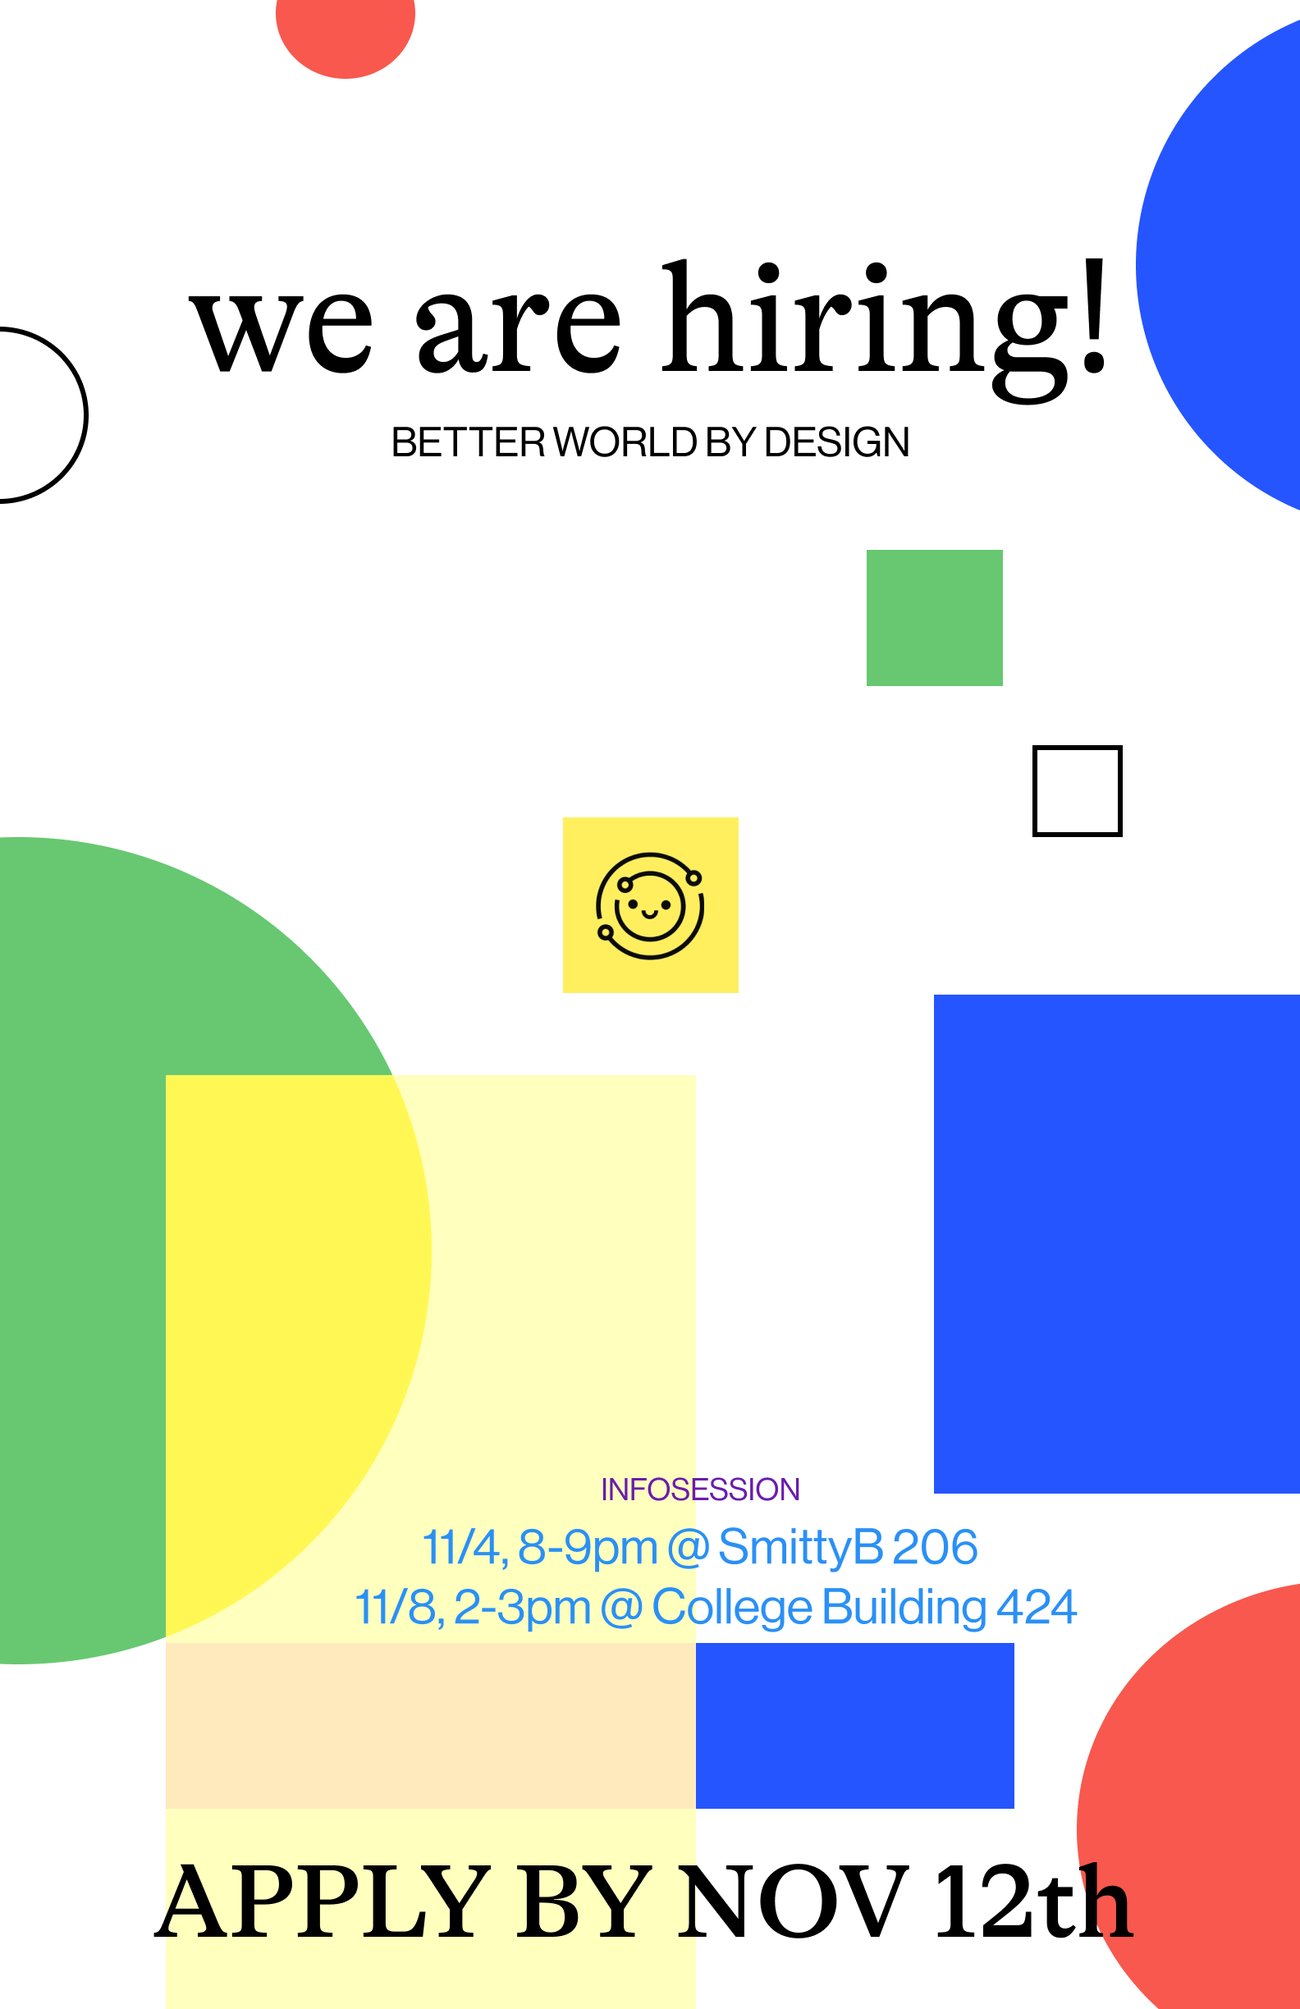 we are hiring!
BETTER WORLD BY DESIGN
INFOSESSION
11/4, 8-9pm @ SmittyB 206
11/8, 2-3pm @ College Building 424
APPLY BY NOV 12th